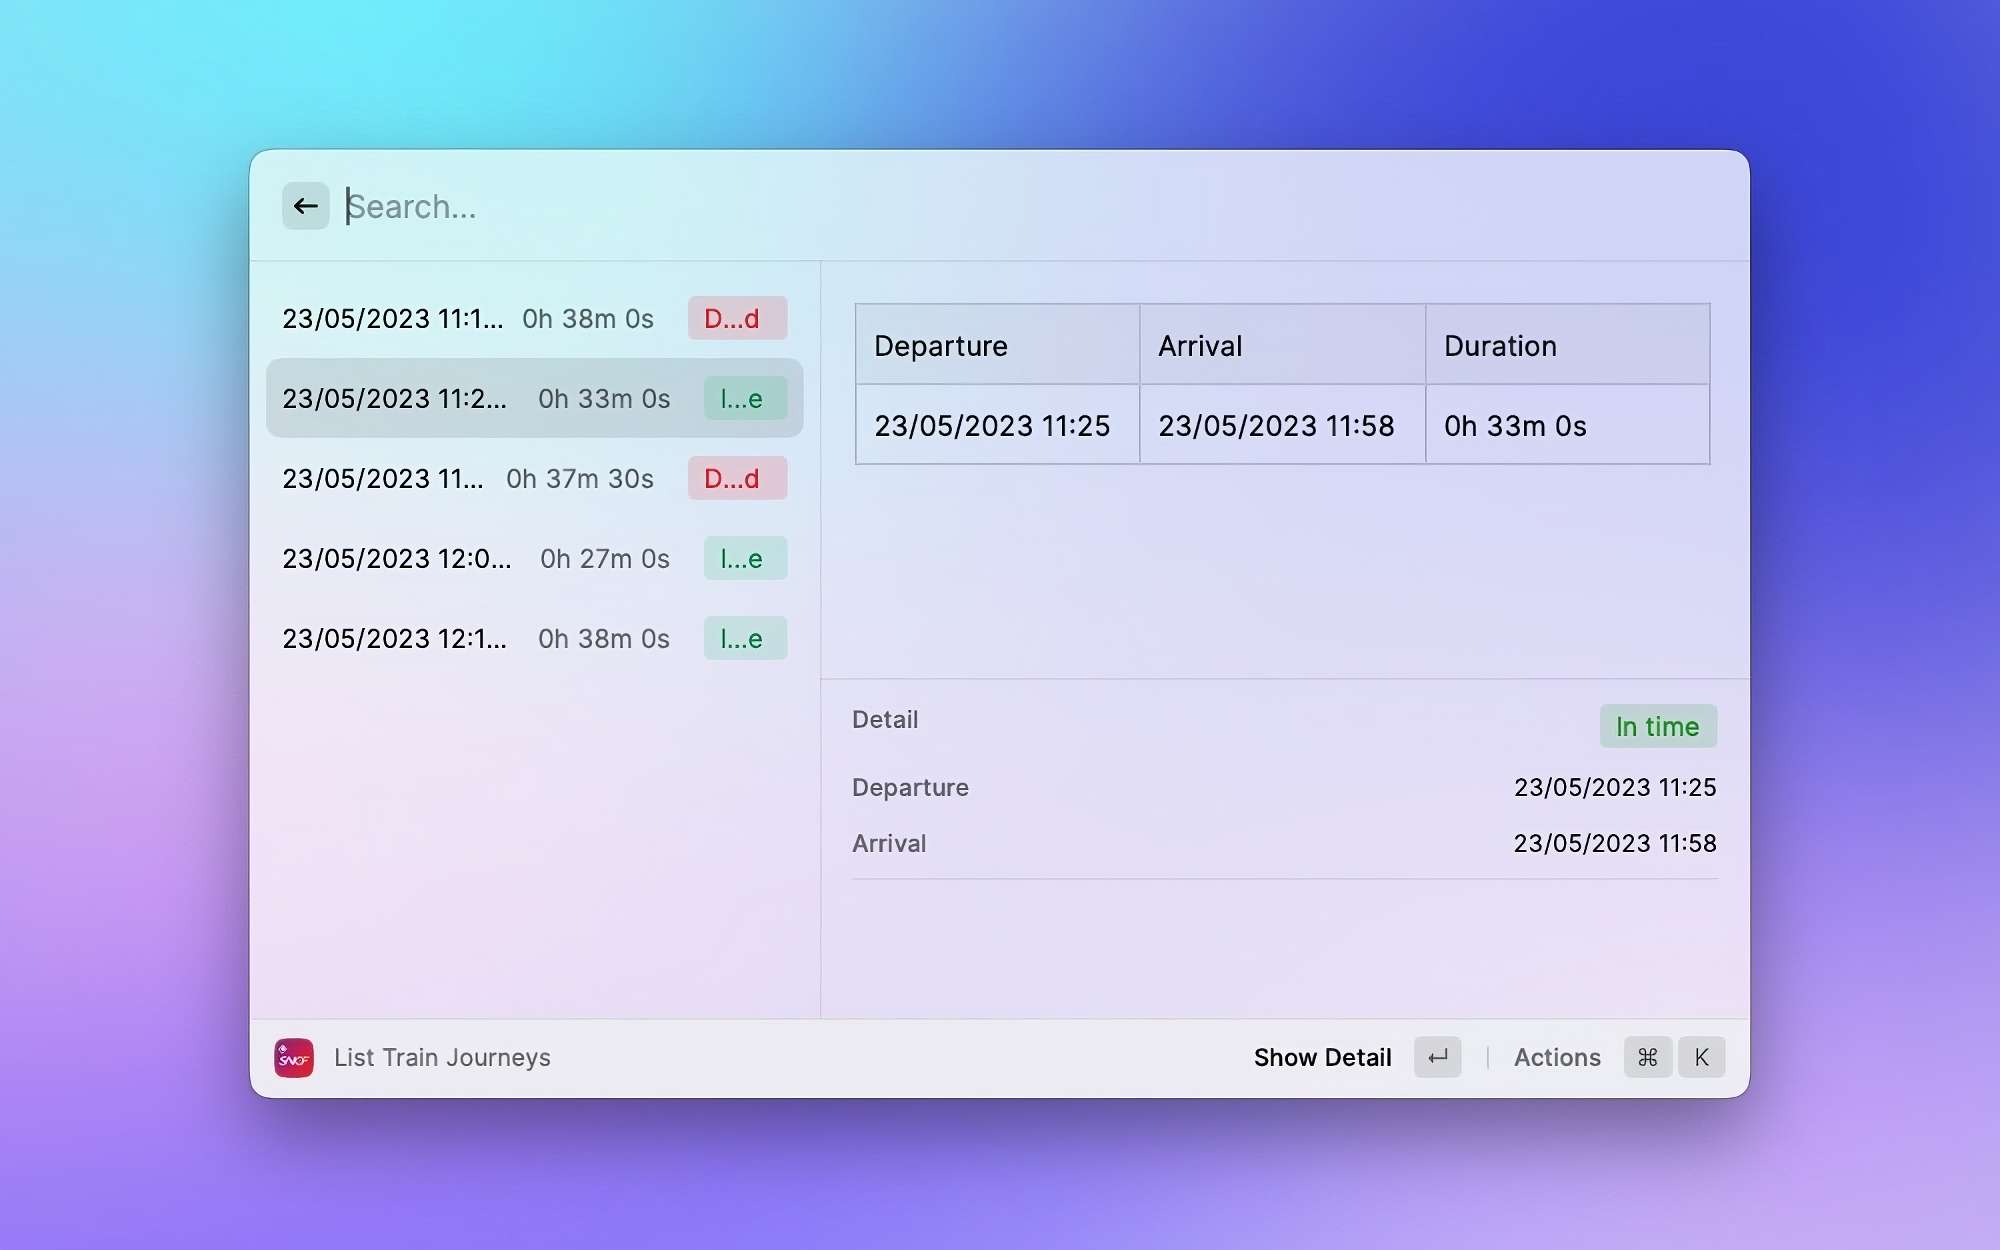 Search...
23/05/2023 11:1... 0h 38m 0s D...d
23/05/2023 11:2... 0h 33m 0s I...e
23/05/2023 11... 0h 37m 30s D...d
23/05/2023 12:0... 0h 27m 0s I...e
23/05/2023 12:1... 0h 38m 0s I...e
Departure Arrival Duration
23/05/2023 11:25 23/05/2023 11:58 0h 33m 0s
Detail In time
Departure 23/05/2023 11:25
Arrival 23/05/2023 11:58
SNCF List Train Journeys Show Detail ↵ Actions ⌘ K